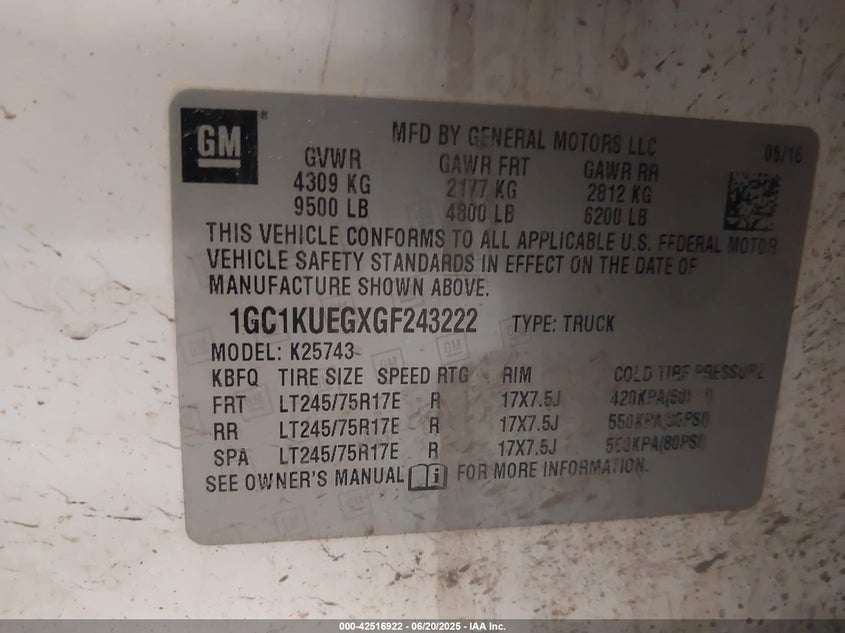 GM ®
MFD BY GENERAL MOTORS LLC 05/16
GVWR GAWR FRT GAWR RR
4309 KG 2177 KG 2812 KG
9500 LB 4800 LB 6200 LB
THIS VEHICLE CONFORMS TO ALL APPLICABLE U.S. FEDERAL MOTOR
VEHICLE SAFETY STANDARDS IN EFFECT ON THE DATE OF
MANUFACTURE SHOWN ABOVE.
1GC1KUEGXGF243222 TYPE: TRUCK
MODEL: K25743
KBFQ TIRE SIZE SPEED RTG RIM COLD TIRE PRESSURE
FRT LT245/75R17E R 17X7.5J
RR LT245/75R17E R 17X7.5J
SPA LT245/75R17E R 17X7.5J 550KPA(80PSI)
SEE OWNER'S MANUAL FOR MORE INFORMATION.
000-42516922 - 06/20/2025 - IAA Inc.